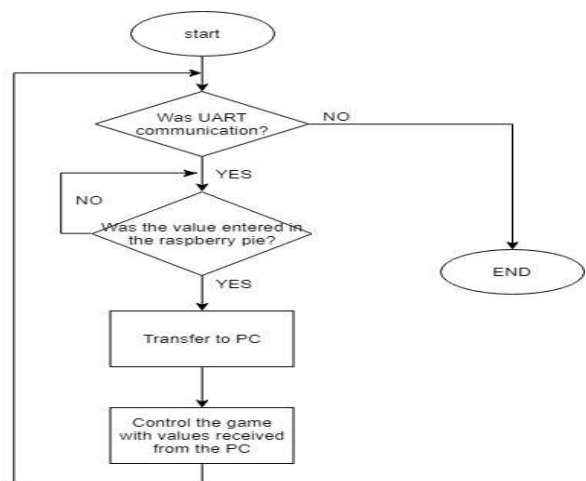 start
Was UART
communication?
NO
YES
NO
Was the value entered in
the raspberry pie?
END
YES
Transfer to PC
Control the game
with values received
from the PC